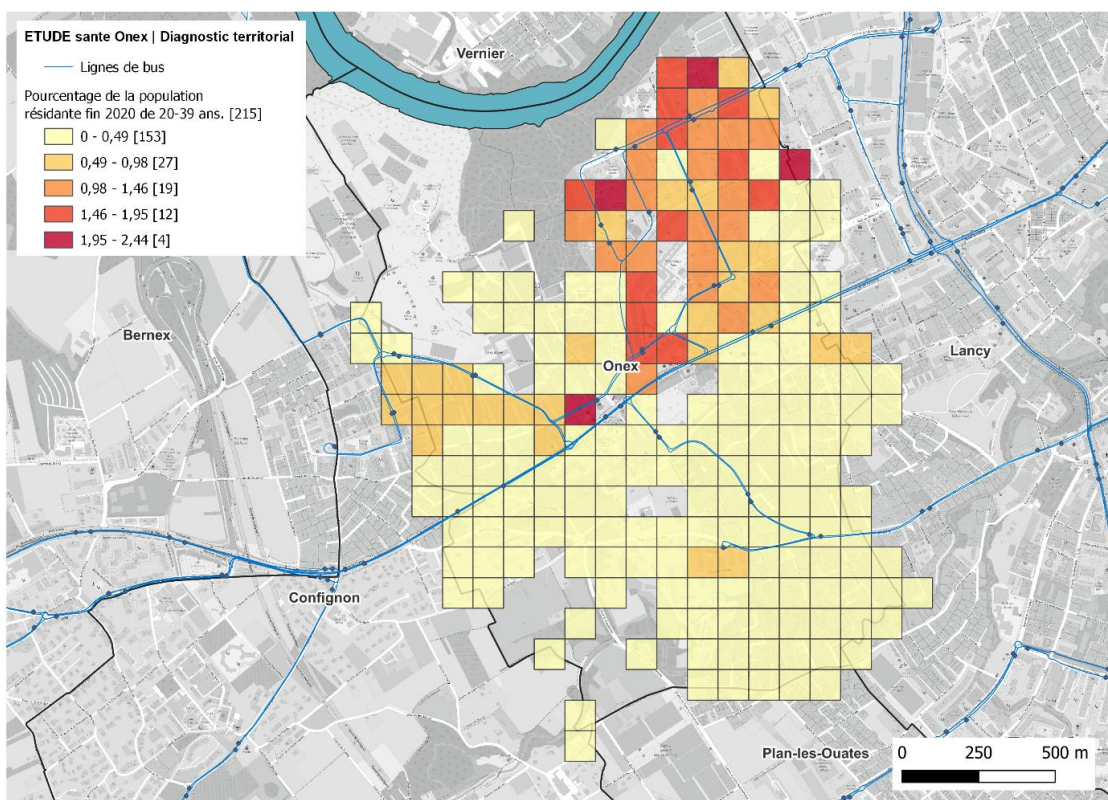 ETUDE sante Onex | Diagnostic territorial
Lignes de bus
Pourcentage de la population
résidante fin 2020 de 20-39 ans. [215]
0 - 0,49 [153]
0,49 - 0,98 [27]
0,98 - 1,46 [19]
1,46 - 1,95 [12]
1,95 - 2,44 [4]
Vernier
Bernex
Onex
Lancy
Confignon
Plan-les-Ouates
0 250 500 m